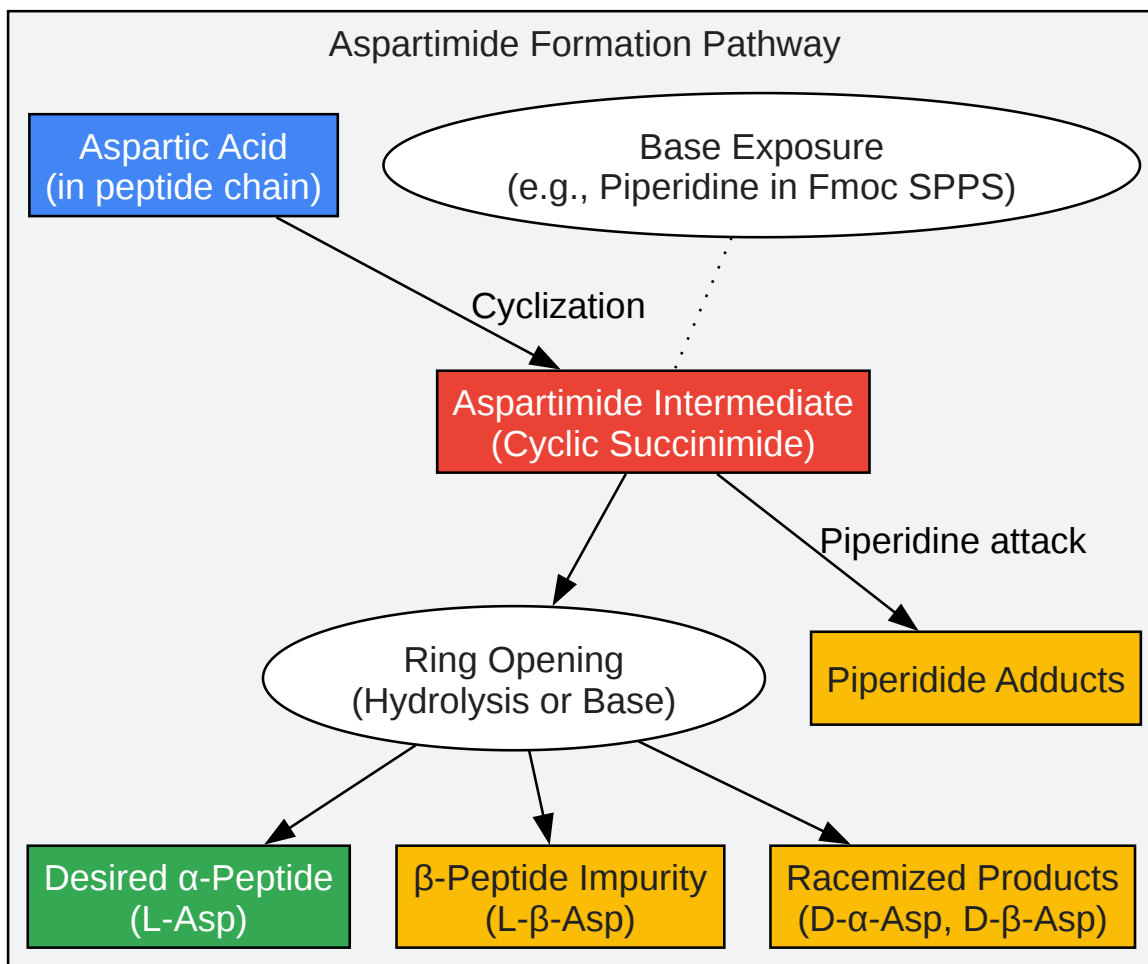 Aspartimide Formation Pathway
Aspartic Acid
(in peptide chain)
Base Exposure
(e.g., Piperidine in Fmoc SPPS)
Cyclization
Aspartimide Intermediate
(Cyclic Succinimide)
Piperidine attack
Ring Opening
(Hydrolysis or Base)
Piperidide Adducts
Desired α-Peptide
(L-Asp)
β-Peptide Impurity
(L-β-Asp)
Racemized Products
(D-α-Asp, D-β-Asp)